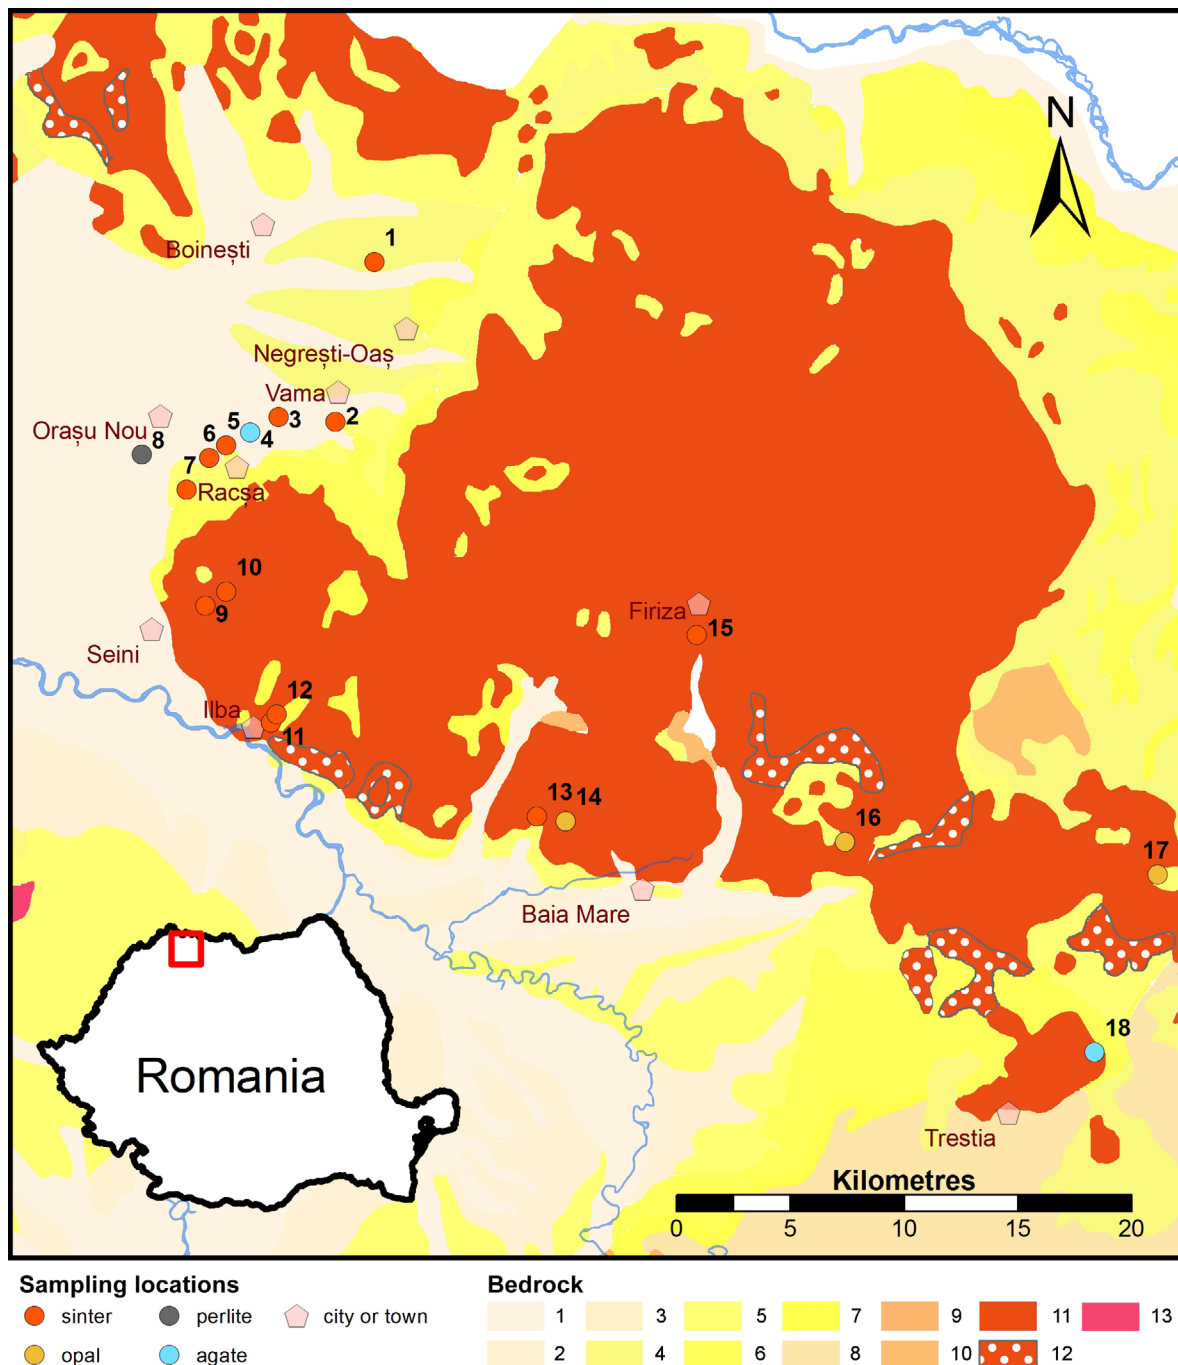 N
1
Boinești
Negrești-Oaș
Vama
2
3
5
4
6
Orașu Nou
8
7
Racșa
10
9
Firiza
15
Seini
12
Ilba
11
13 14
16
17
Baia Mare
18
Romania
Trestia
Kilometres
0 5 10 15 20
Sampling locations
sinter perlite city or town
opal agate
Bedrock
1 3 5 7 9 11 13
2 4 6 8 10 12